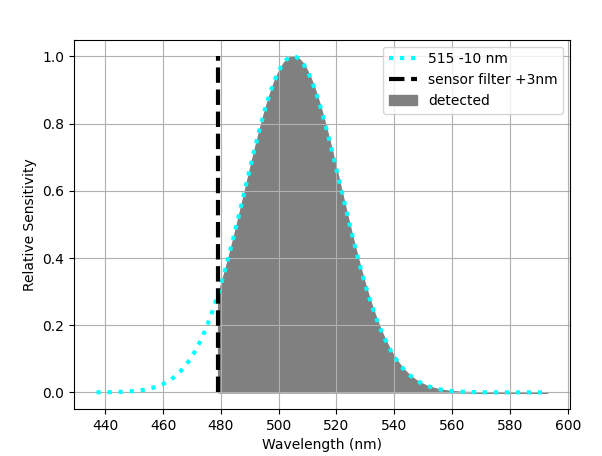 515 -10 nm
sensor filter +3nm
detected
1.0
0.8
0.6
0.4
0.2
0.0
Relative Sensitivity
440 460 480 500 520 540 560 580 600
Wavelength (nm)